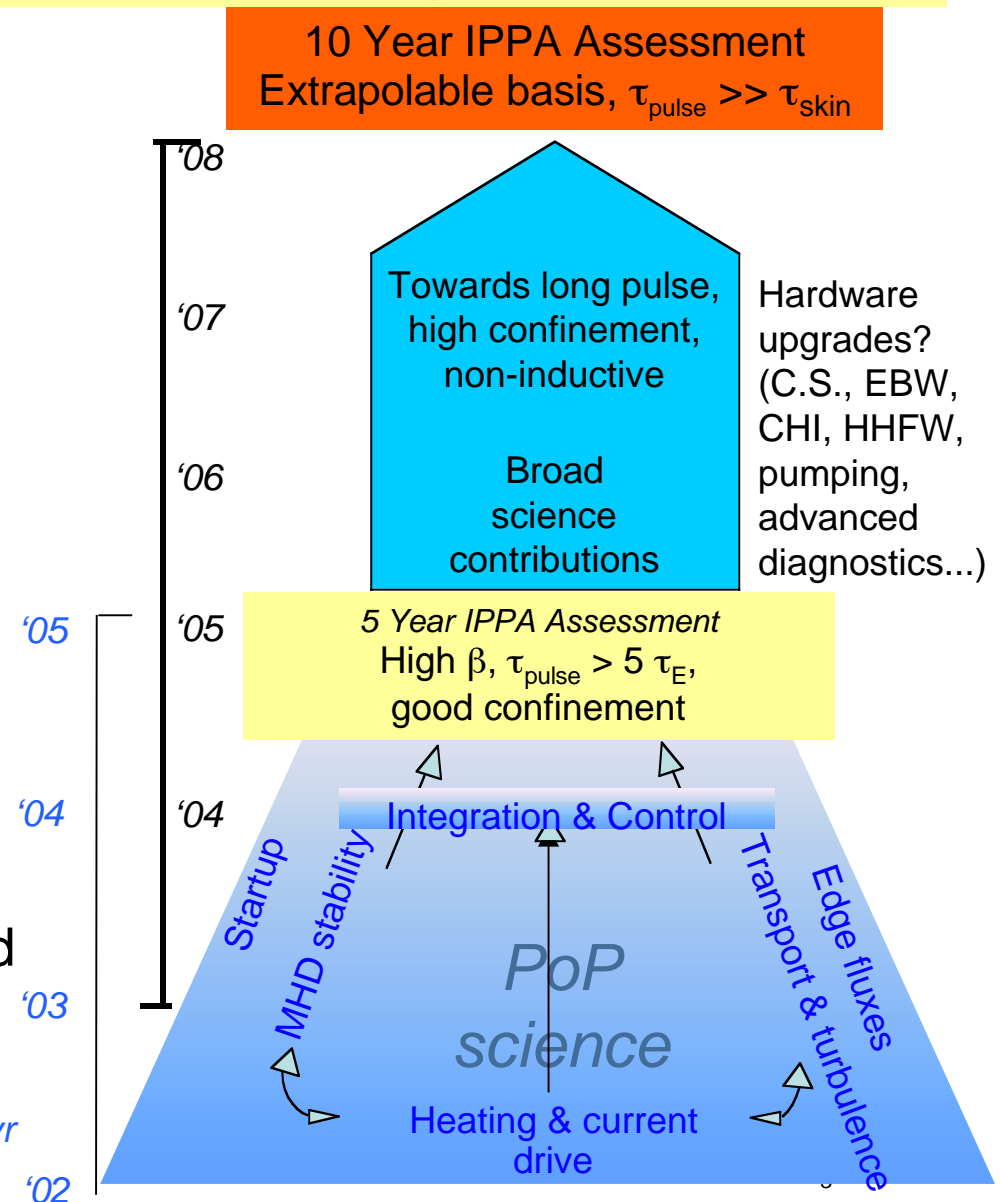 10 Year IPPA Assessment
Extrapolable basis, τpulse >> τskin
‘08
Towards long pulse,
high confinement,
non-inductive
‘07
Hardware
upgrades?
(C.S., EBW,
CHI, HHFW,
pumping,
advanced
diagnostics...)
‘06
Broad
science
contributions
‘05
‘05
5 Year IPPA Assessment
High β, τpulse > 5 τE,
good confinement
‘04
‘04
Integration & Control
Startup
MHD stability
Transport & turbulence
Edge fluxes
PoP
science
‘03
Heating & current
drive
‘02